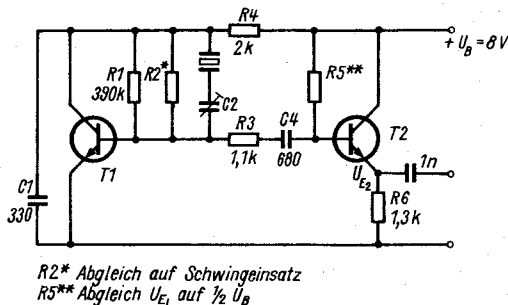 R4
2k
+ U_B = 8V
R1
390k
R2*
C2
R5**
R3
1,1k
C4
680
T2
T1
C1
330
U_E2
1n
R6
1,3k
R2* Abgleich auf Schwingeinsatz
R5** Abgleich U_E1 auf 1/2 U_B